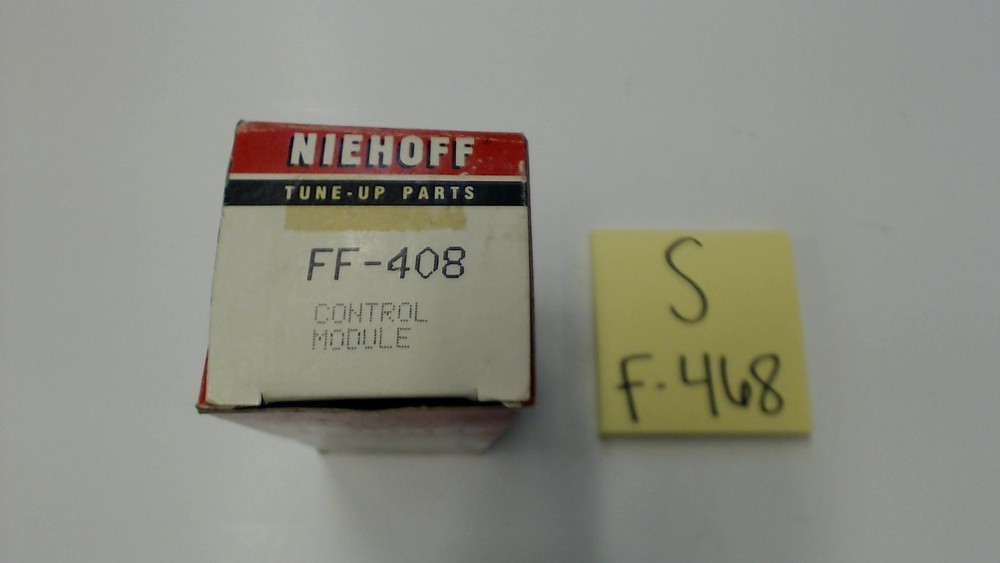 NIEHOFF
TUNE-UP PARTS
FF-408
CONTROL
MODULE
S
F-468